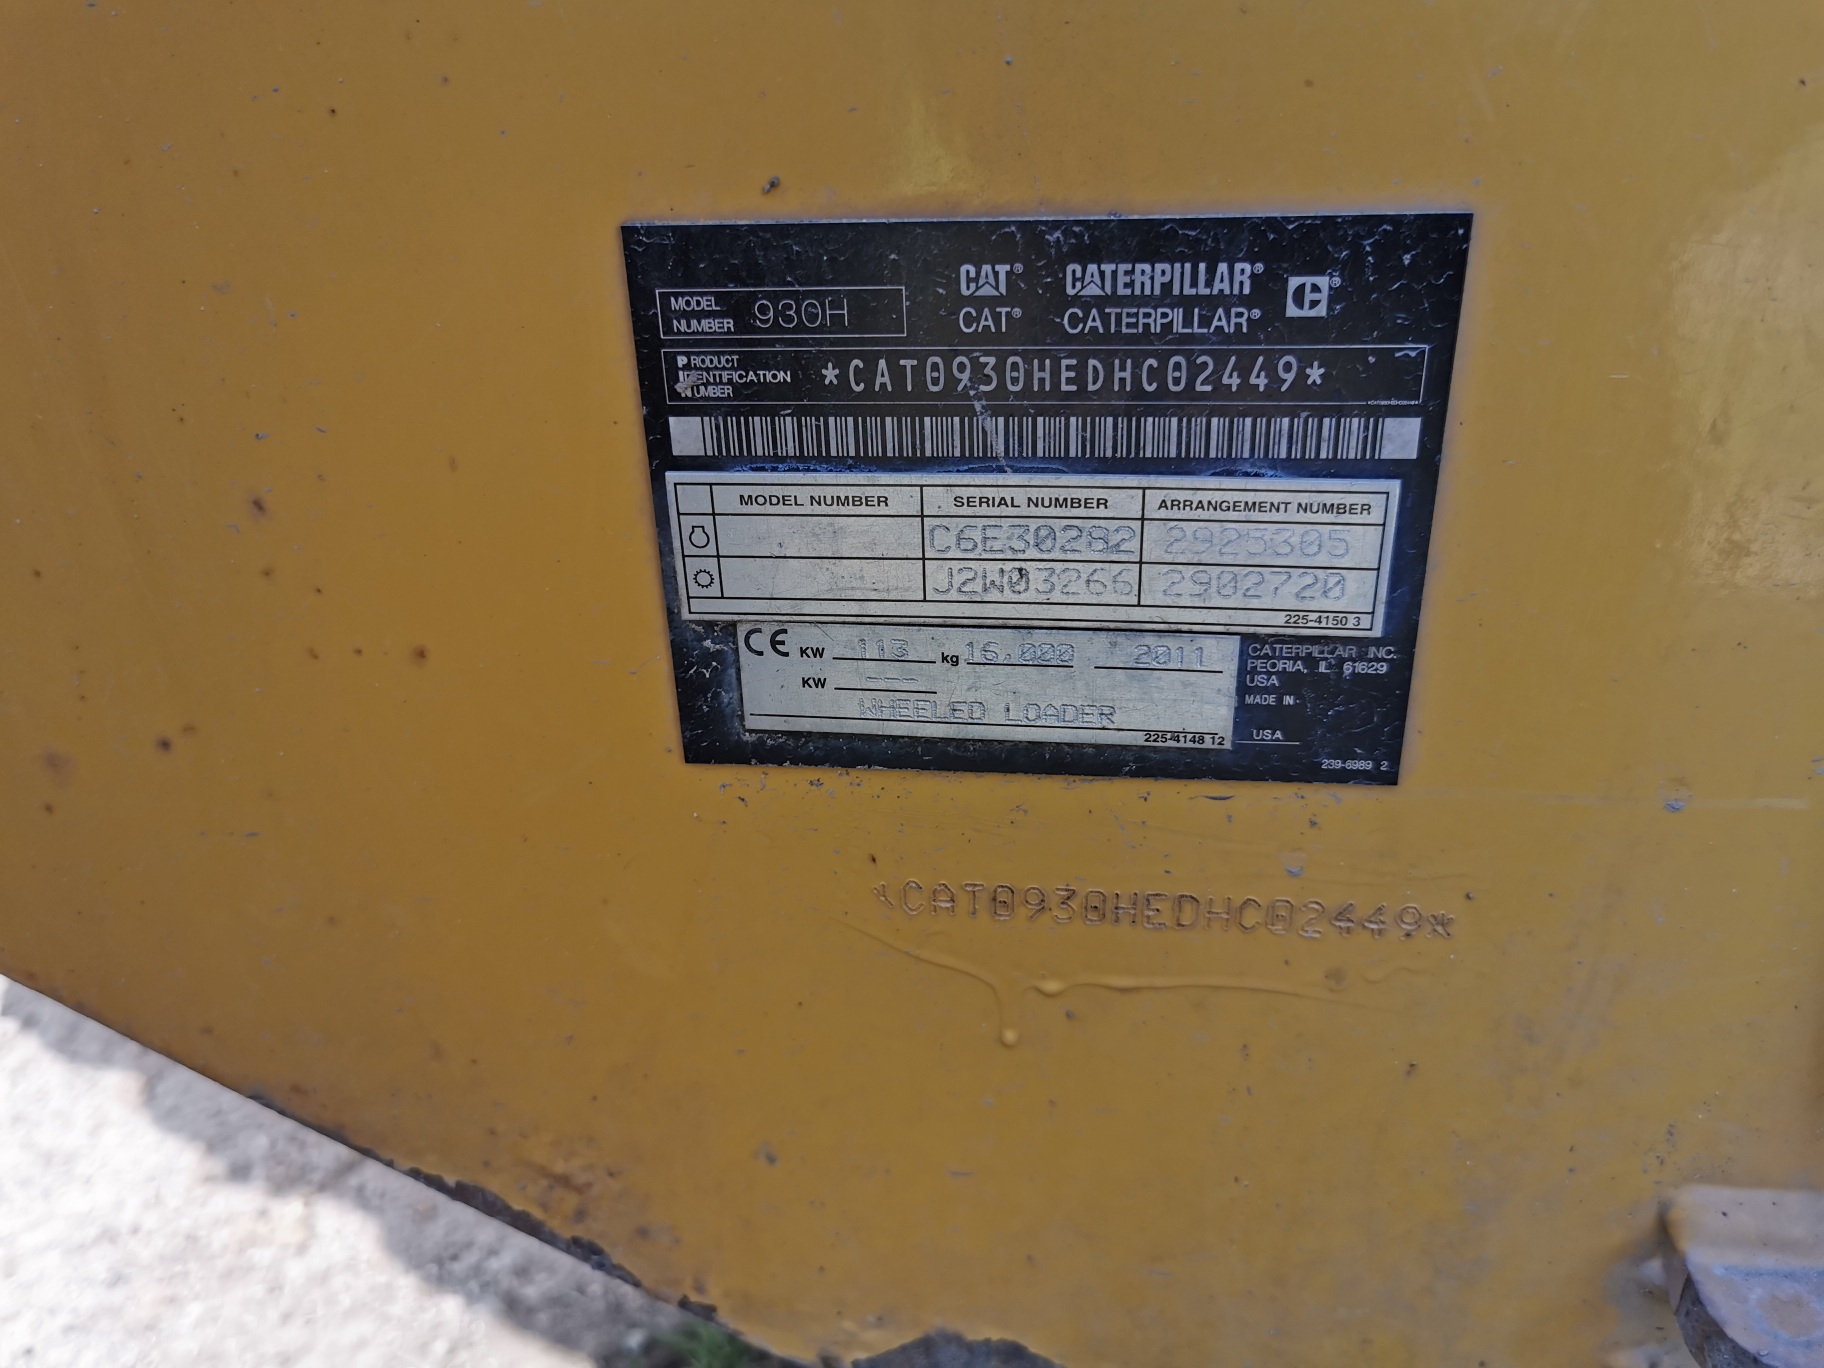 CAT® CATERPILLAR®
MODEL NUMBER 930H
CAT® CATERPILLAR®
PRODUCT IDENTIFICATION NUMBER *CAT0930HEDHC02449*
MODEL NUMBER SERIAL NUMBER ARRANGEMENT NUMBER
C6E30282 2925305
J2W03266 2902720
225-4150 3
CE KW 113 kg 16,000 2011
KW ---
WHEELED LOADER
225-4148 12
CATERPILLAR INC.
PEORIA, IL 61629
USA
MADE IN
USA
239-6989 2
*CAT0930HEDHC02449*